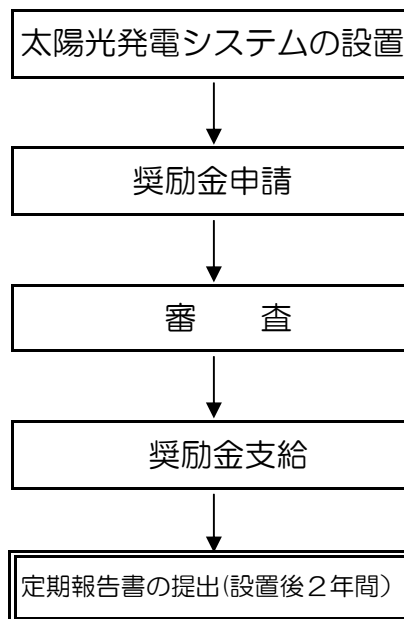 太陽光発電システムの設置
奨励金申請
審　　査
奨励金支給
定期報告書の提出(設置後２年間）